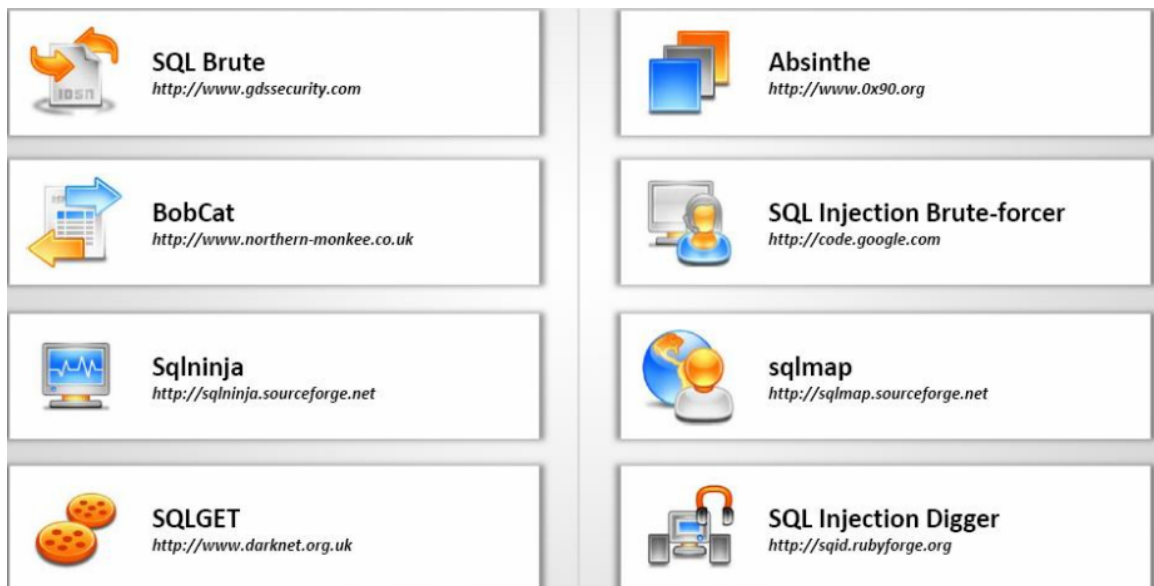 SQL Brute
http://www.gdssecurity.com
Absinthe
http://www.0x90.org
BobCat
http://www.northern-monkee.co.uk
SQL Injection Brute-forcer
http://code.google.com
Sqlninja
http://sqlninja.sourceforge.net
sqlmap
http://sqlmap.sourceforge.net
SQLGET
http://www.darknet.org.uk
SQL Injection Digger
http://sqid.rubyforge.org